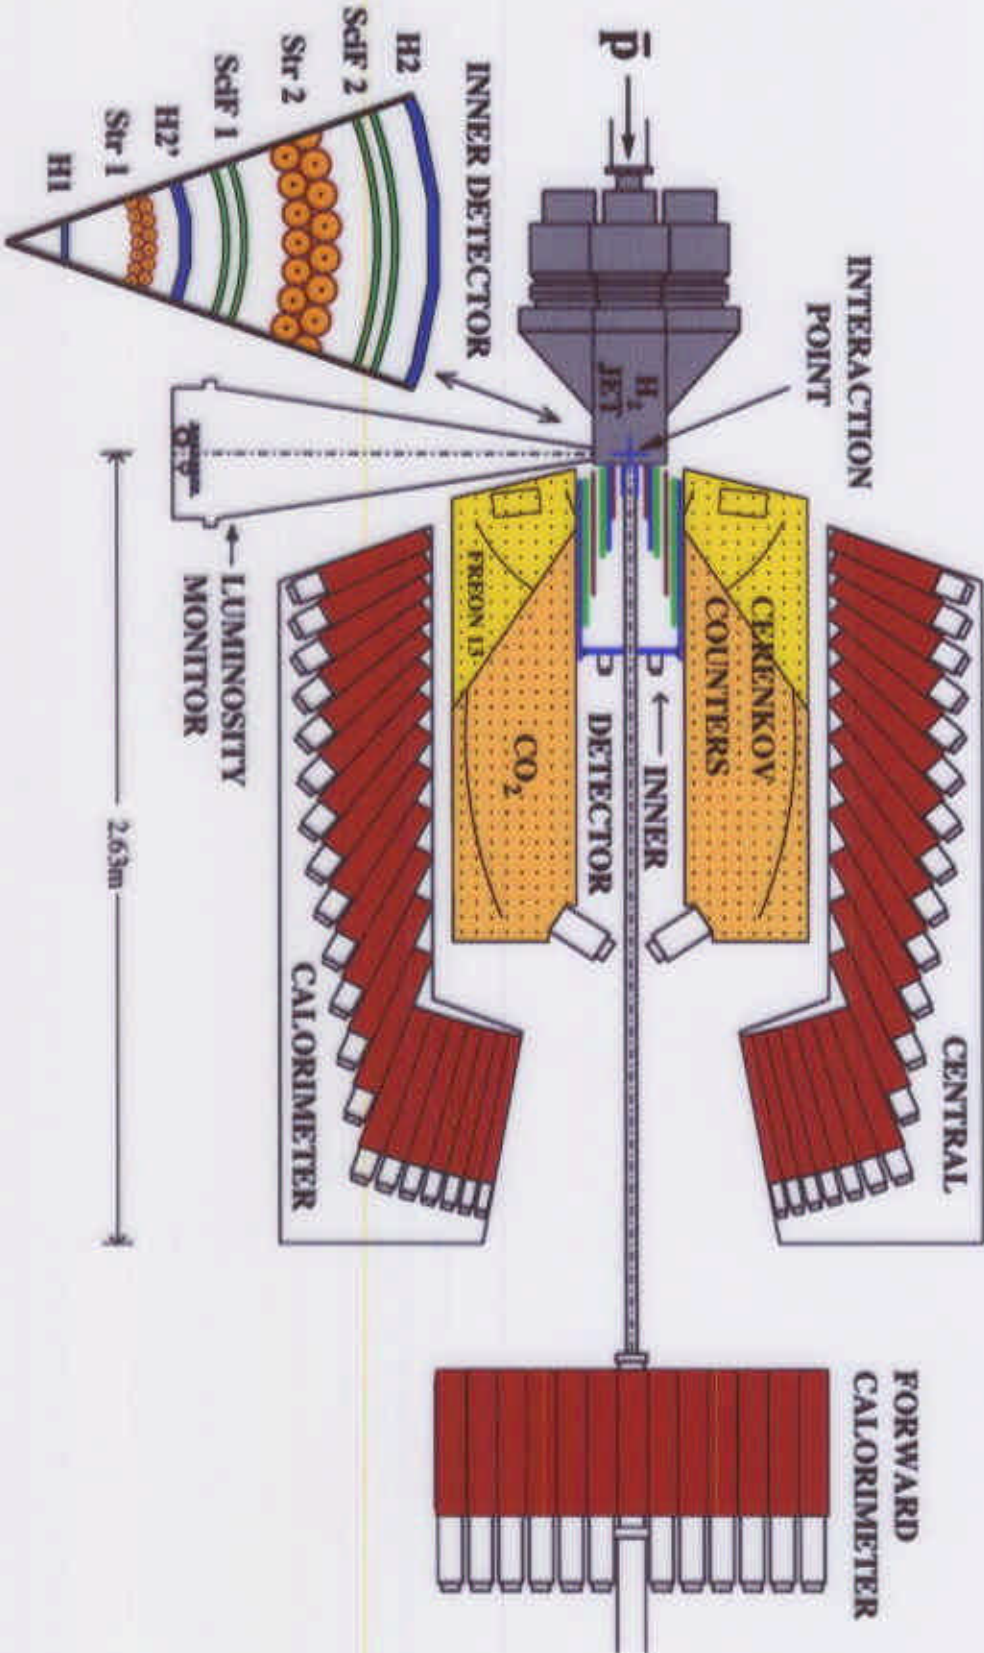 p̄
H₂
JET
INTERACTION
POINT
INNER DETECTOR
H2
SciF 2
Str 2
SciF 1
H2'
Str 1
H1
LUMINOSITY
MONITOR
FREON 13
CERENKOV
COUNTERS
CO₂
INNER
DETECTOR
CENTRAL
CALORIMETER
2.63m
FORWARD
CALORIMETER